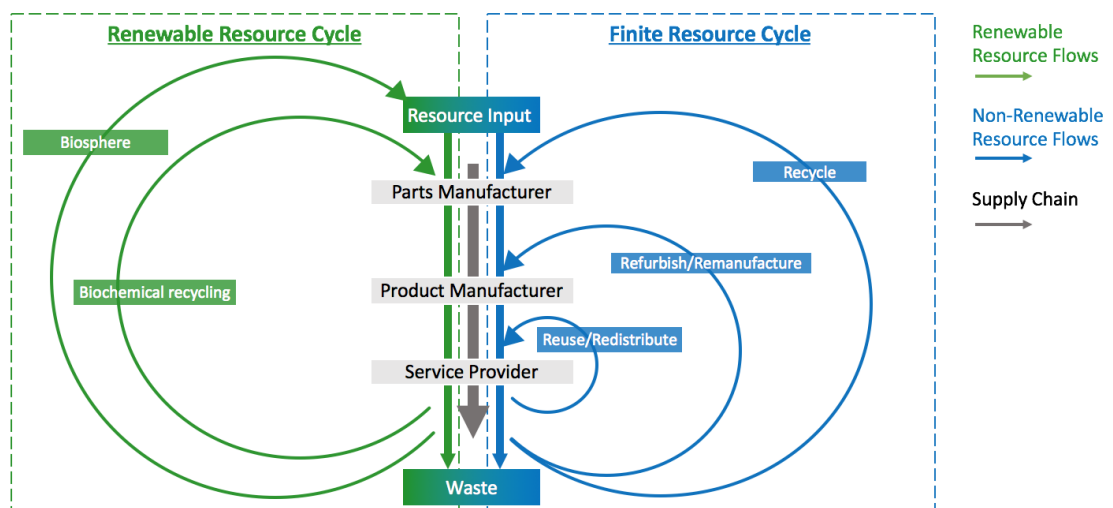 Renewable Resource Cycle
Finite Resource Cycle
Renewable
Resource Flows
Non-Renewable
Resource Flows
Supply Chain
Resource Input
Biosphere
Recycle
Parts Manufacturer
Refurbish/Remanufacture
Biochemical recycling
Product Manufacturer
Reuse/Redistribute
Service Provider
Waste